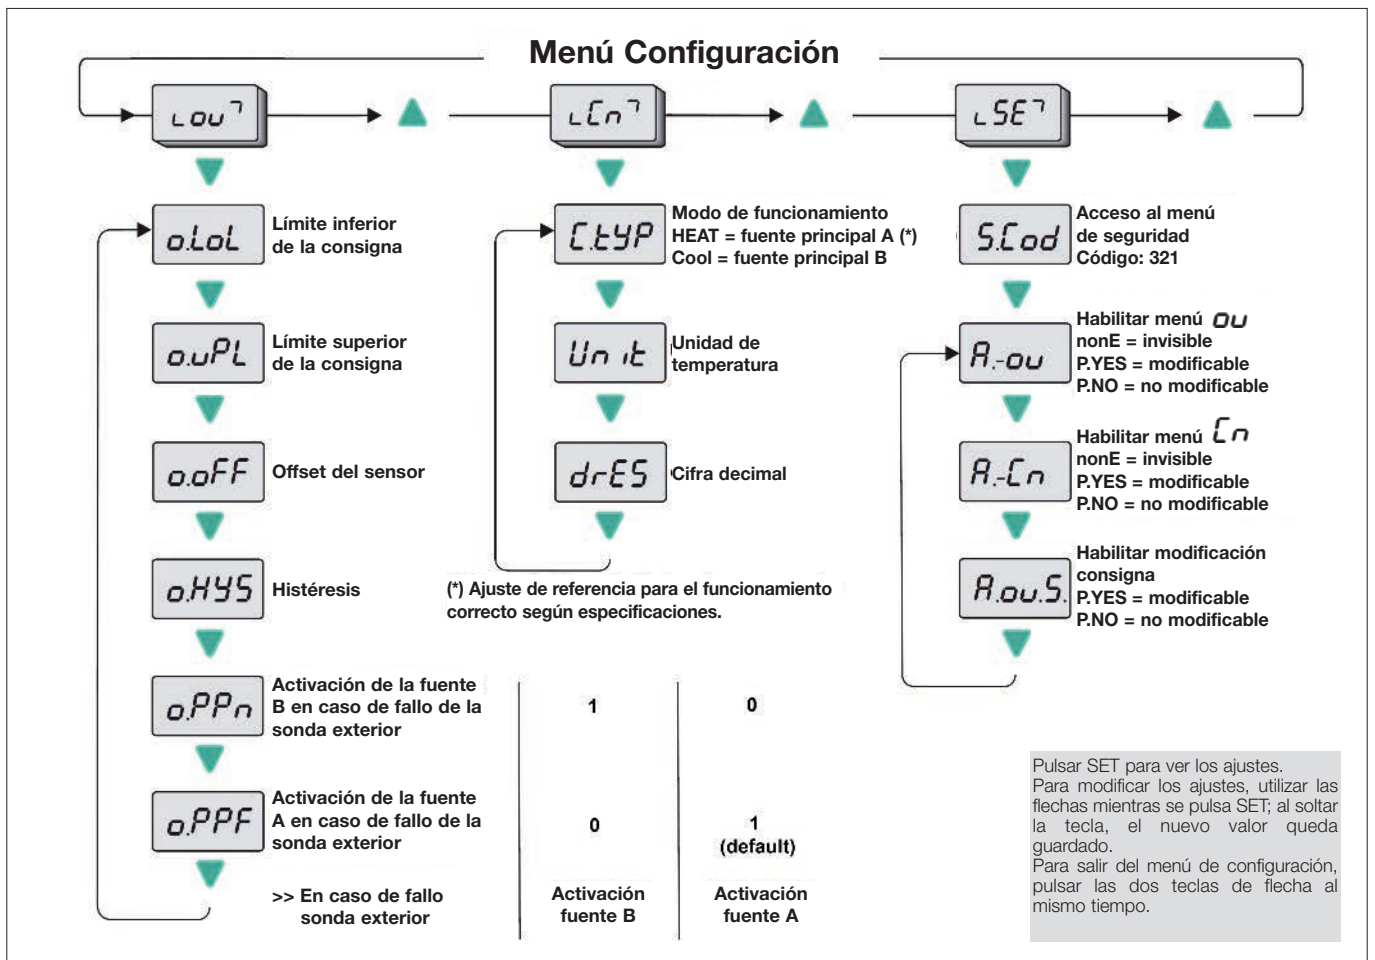 Menú Configuración
ou
Cn
SE
o.LoL
Límite inferior
de la consigna
o.uPL
Límite superior
de la consigna
o.oFF
Offset del sensor
o.HYS
Histéresis
o.PPn
Activación de la fuente
B en caso de fallo de la
sonda exterior
1
0
o.PPF
Activación de la fuente
A en caso de fallo de la
sonda exterior
0
1
(default)
>> En caso de fallo
sonda exterior
Activación
fuente B
Activación
fuente A
C.tYP
Modo de funcionamiento
HEAT = fuente principal A (*)
Cool = fuente principal B
Unit
Unidad de
temperatura
drES
Cifra decimal
(*) Ajuste de referencia para el funcionamiento
correcto según especificaciones.
S.Cod
Acceso al menú
de seguridad
Código: 321
A.-ou
Habilitar menú ou
nonE = invisible
P.YES = modificable
P.NO = no modificable
A.-Cn
Habilitar menú Cn
nonE = invisible
P.YES = modificable
P.NO = no modificable
A.ou.S.
Habilitar modificación
consigna
P.YES = modificable
P.NO = no modificable
Pulsar SET para ver los ajustes.
Para modificar los ajustes, utilizar las
flechas mientras se pulsa SET; al soltar
la tecla, el nuevo valor queda
guardado.
Para salir del menú de configuración,
pulsar las dos teclas de flecha al
mismo tiempo.